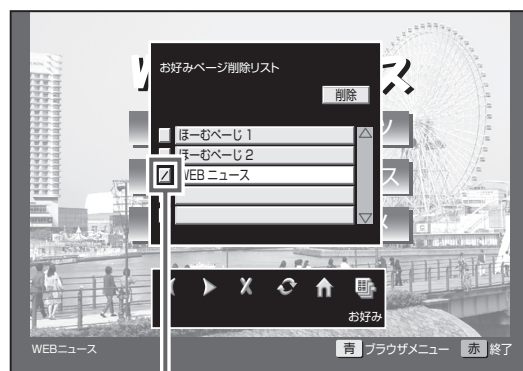 お好みページ削除リスト
削除
ほーむぺーじ 1
ほーむぺーじ 2
WEB ニュース
お好み
WEBニュース
青 ブラウザメニュー 赤 終了